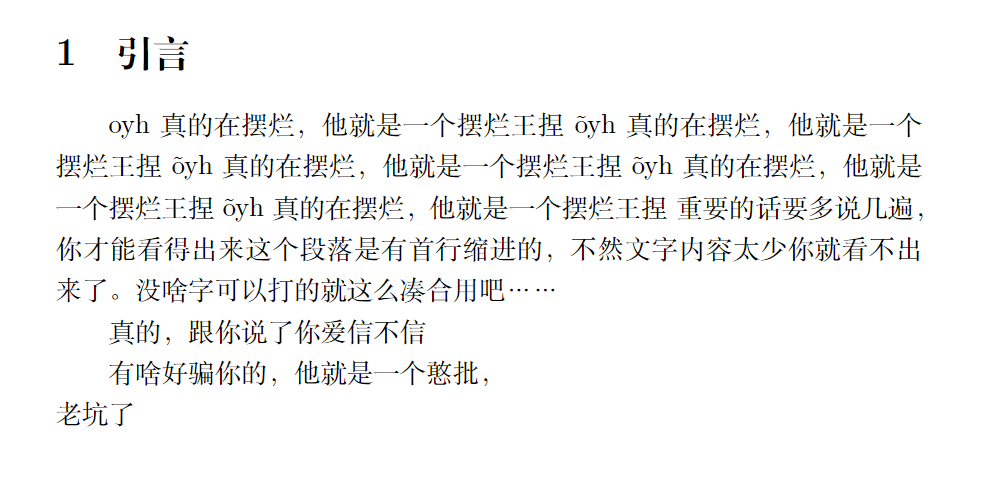 1 引言
oyh 真的在摆烂，他就是一个摆烂王捏 õyh 真的在摆烂，他就是一个
摆烂王捏 õyh 真的在摆烂，他就是一个摆烂王捏 õyh 真的在摆烂，他就是
一个摆烂王捏 õyh 真的在摆烂，他就是一个摆烂王捏 重要的话要多说几遍，
你才能看得出来这个段落是有首行缩进的，不然文字内容太少你就看不出
来了。没啥字可以打的就这么凑合用吧……
真的，跟你说了你爱信不信
有啥好骗你的，他就是一个憨批，
老坑了